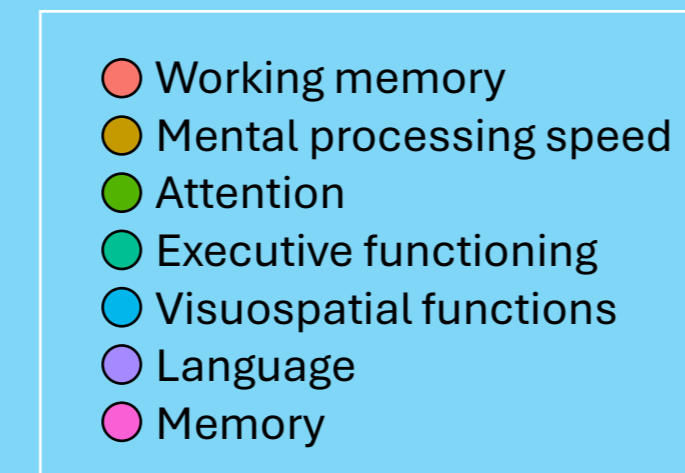 Working memory
Mental processing speed
Attention
Executive functioning
Visuospatial functions
Language
Memory